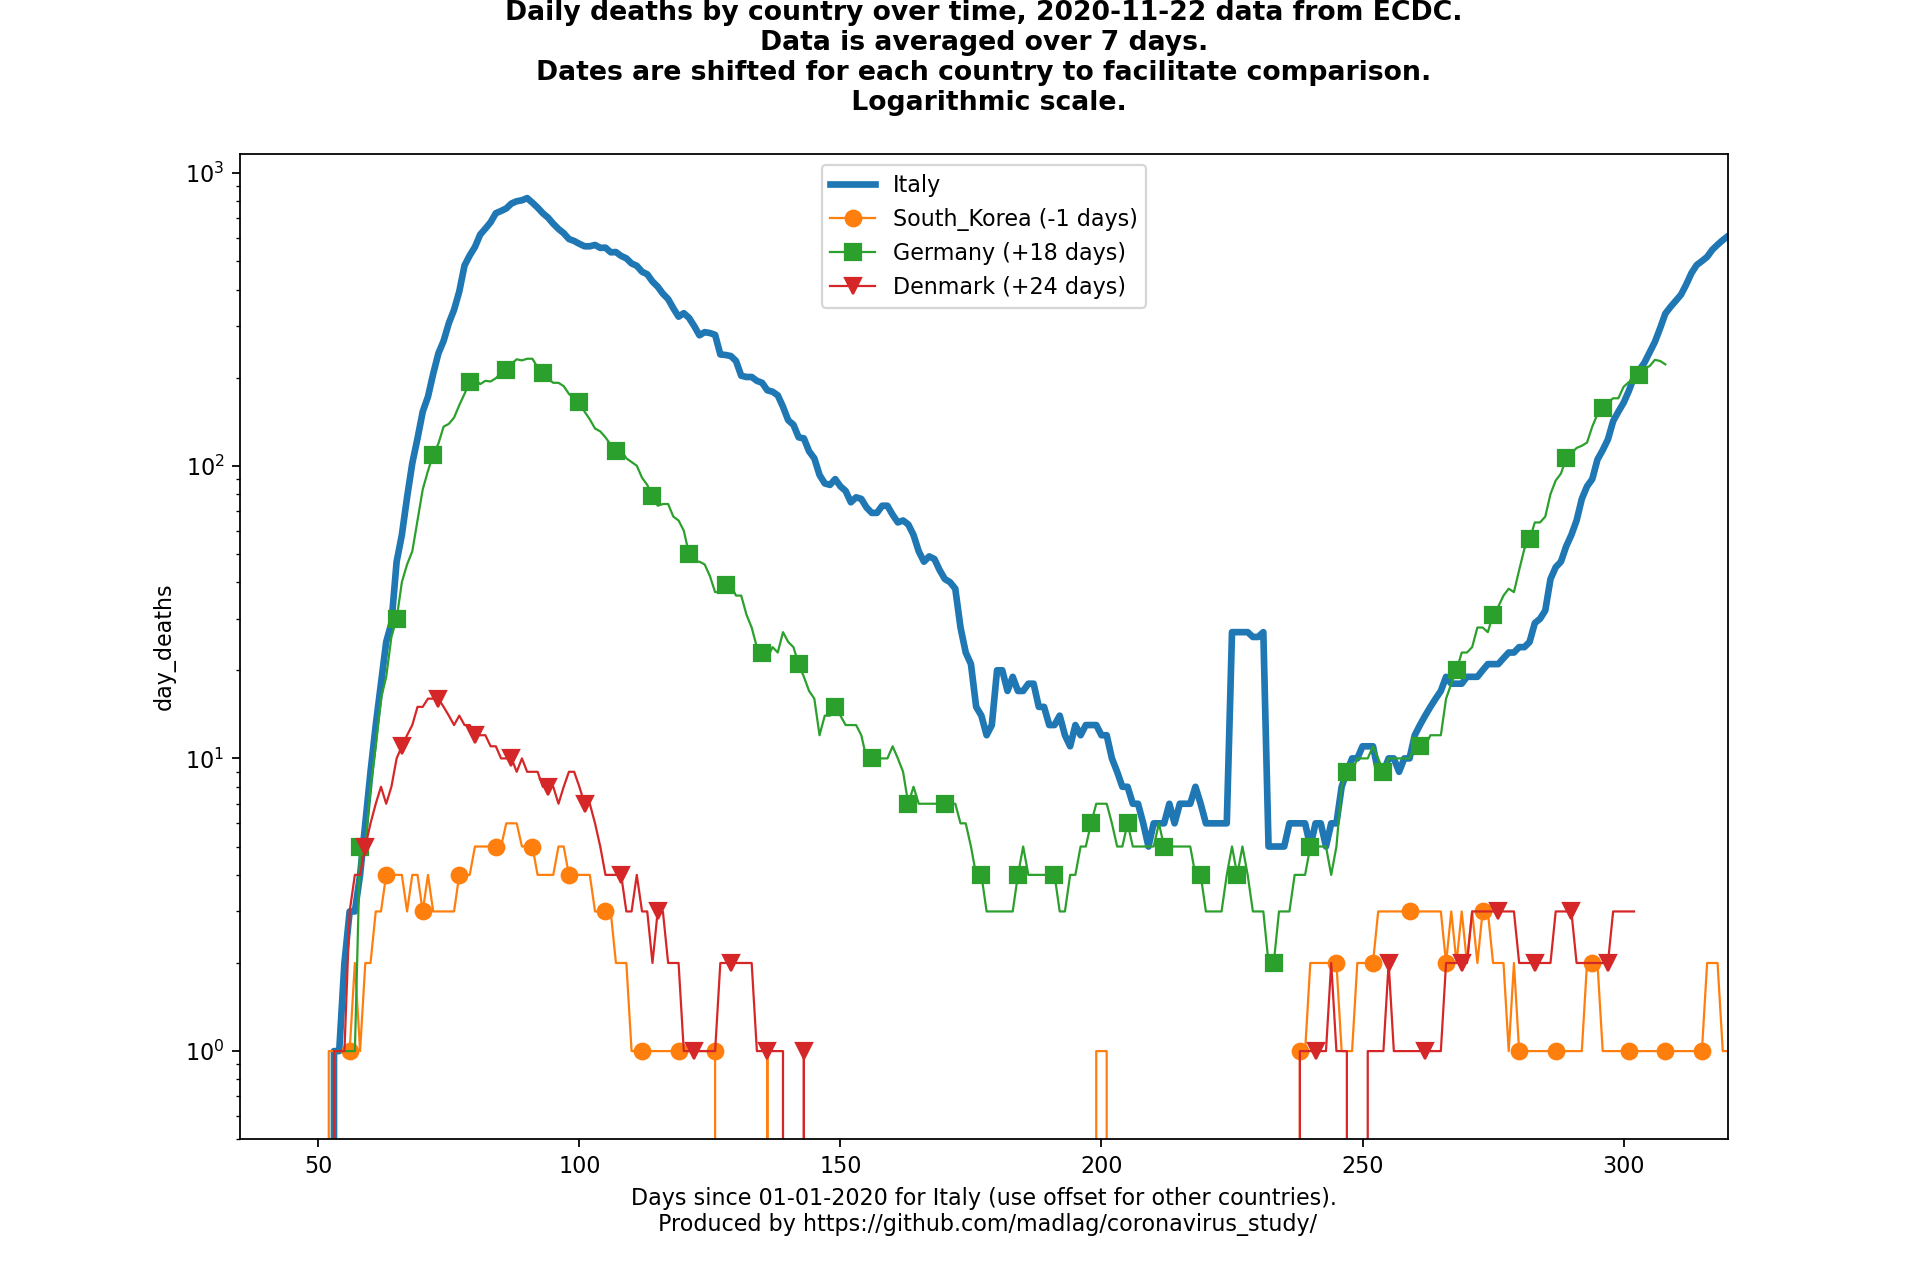 Daily deaths by country over time, 2020-11-22 data from ECDC.
Data is averaged over 7 days.
Dates are shifted for each country to facilitate comparison.
Logarithmic scale.
Italy
South_Korea (-1 days)
Germany (+18 days)
Denmark (+24 days)
day_deaths
10³
10²
10¹
10⁰
50 100 150 200 250 300
Days since 01-01-2020 for Italy (use offset for other countries).
Produced by https://github.com/madlag/coronavirus_study/